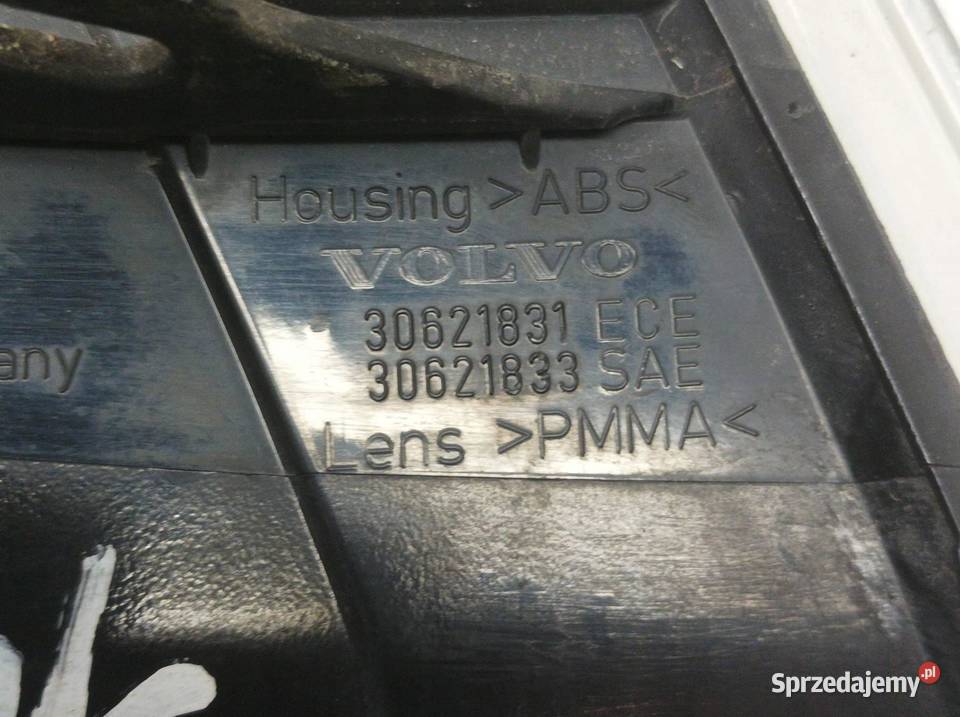 Housing >ABS<
VOLVO
30621831 ECE
30621833 SAE
Lens >PMMA<
any
Sprzedajemy.pl